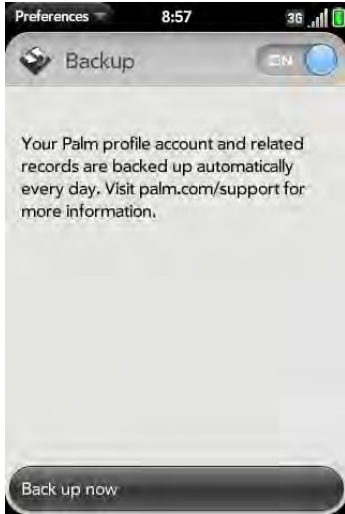 Preferences 8:57 3G
Backup ON
Your Palm profile account and related
records are backed up automatically
every day. Visit palm.com/support for
more information.
Back up now